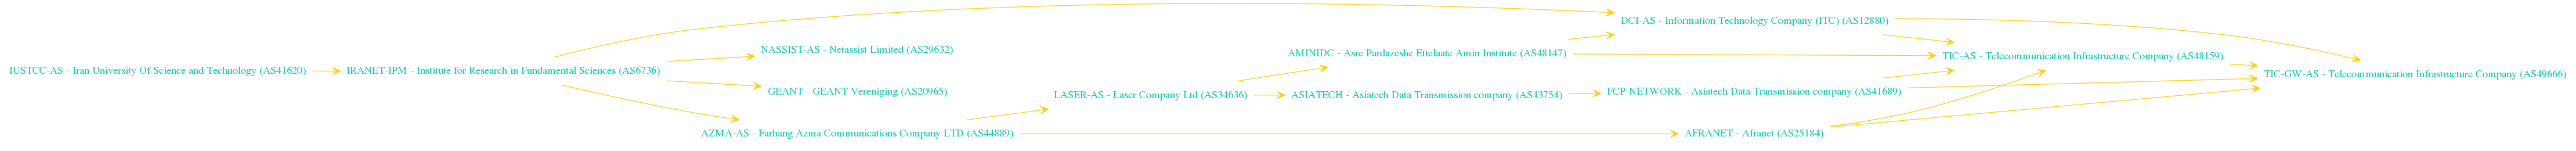 IUSTCC-AS - Iran University Of Science and Technology (AS41620)
IRANET-IPM - Institute for Research in Fundamental Sciences (AS6736)
NASSIST-AS - Netassist Limited (AS29632)
GEANT - GEANT Vereniging (AS20965)
AZMA-AS - Farhang Azma Communications Company LTD (AS44889)
LASER-AS - Laser Company Ltd (AS34636)
AMINIDC - Asre Pardazeshe Ettelaate Amin Institute (AS48147)
ASIATECH - Asiatech Data Transmission company (AS43754)
DCI-AS - Information Technology Company (ITC) (AS12880)
FCP-NETWORK - Asiatech Data Transmission company (AS41689)
AFRANET - Afranet (AS25184)
TIC-AS - Telecommunication Infrastructure Company (AS48159)
TIC-GW-AS - Telecommunication Infrastructure Company (AS49666)